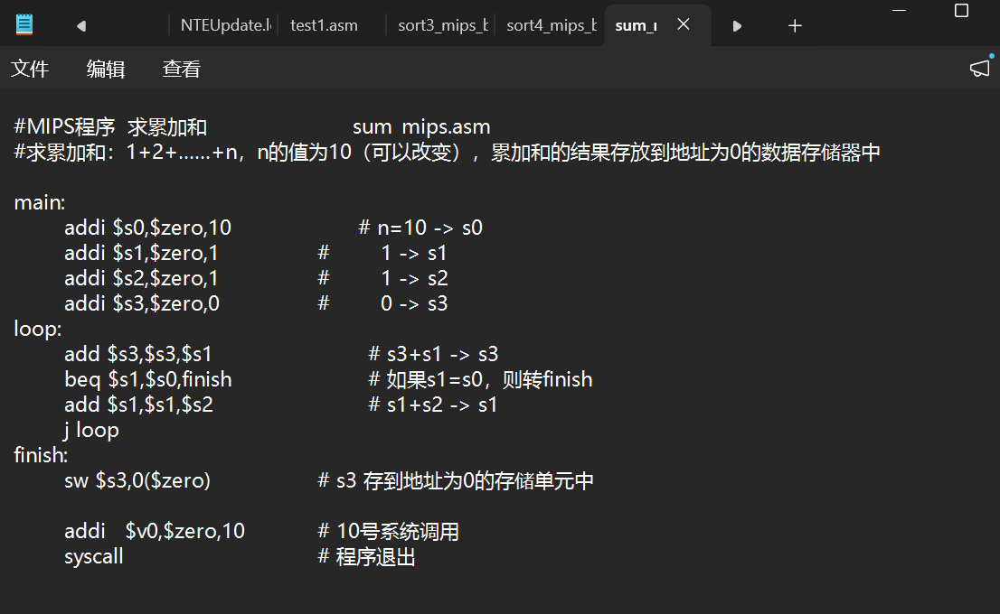 NTEUpdate.l test1.asm sort3_mips_b sort4_mips_b sum_
文件 编辑 查看
#MIPS程序 求累加和 sum mips.asm
#求累加和：1+2+……+n，n的值为10（可以改变），累加和的结果存放到地址为0的数据存储器中
main:
addi $s0,$zero,10 # n=10 -> s0
addi $s1,$zero,1 # 1 -> s1
addi $s2,$zero,1 # 1 -> s2
addi $s3,$zero,0 # 0 -> s3
loop:
add $s3,$s3,$s1 # s3+s1 -> s3
beq $s1,$s0,finish # 如果s1=s0，则转finish
add $s1,$s1,$s2 # s1+s2 -> s1
j loop
finish:
sw $s3,0($zero) # s3 存到地址为0的存储单元中
addi $v0,$zero,10 # 10号系统调用
syscall # 程序退出